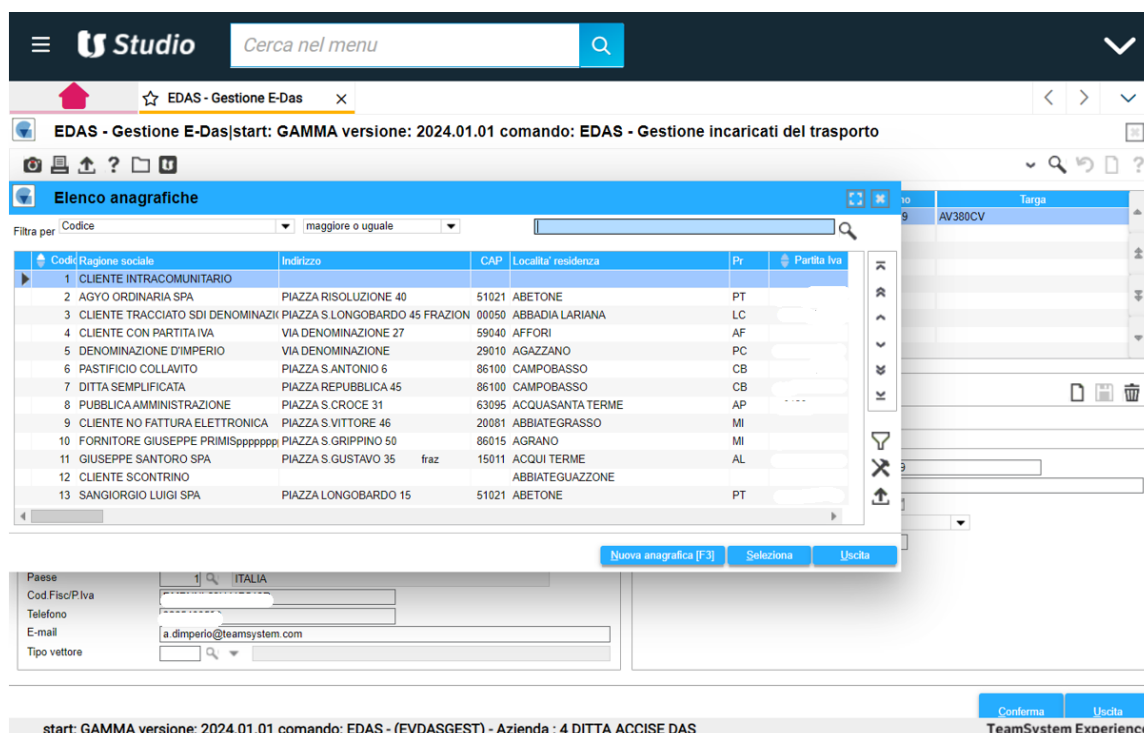 TS Studio
Cerca nel menu
EDAS - Gestione E-Das
EDAS - Gestione E-Das|start: GAMMA versione: 2024.01.01 comando: EDAS - Gestione incaricati del trasporto
Elenco anagrafiche
no Targa
9 AV380CV
Filtra per Codice maggiore o uguale
Codic Ragione sociale Indirizzo CAP Localita' residenza Pr Partita Iva
1 CLIENTE INTRACOMUNITARIO
2 AGYO ORDINARIA SPA PIAZZA RISOLUZIONE 40 51021 ABETONE PT
3 CLIENTE TRACCIATO SDI DENOMINAZI PIAZZA S.LONGOBARDO 45 FRAZION 00050 ABBADIA LARIANA LC
4 CLIENTE CON PARTITA IVA VIA DENOMINAZIONE 27 59040 AFFORI AF
5 DENOMINAZIONE D'IMPERIO VIA DENOMINAZIONE 29010 AGAZZANO PC
6 PASTIFICIO COLLAVITO PIAZZA S.ANTONIO 6 86100 CAMPOBASSO CB
7 DITTA SEMPLIFICATA PIAZZA REPUBBLICA 45 86100 CAMPOBASSO CB
8 PUBBLICA AMMINISTRAZIONE PIAZZA S.CROCE 31 63095 ACQUASANTA TERME AP
9 CLIENTE NO FATTURA ELETTRONICA PIAZZA S.VITTORE 46 20081 ABBIATEGRASSO MI
10 FORNITORE GIUSEPPE PRIMISppppppp PIAZZA S.GRIPPINO 50 86015 AGRANO MI
11 GIUSEPPE SANTORO SPA PIAZZA S.GUSTAVO 35 fraz 15011 ACQUI TERME AL
12 CLIENTE SCONTRINO ABBIATEGUAZZONE
13 SANGIORGIO LUIGI SPA PIAZZA LONGOBARDO 15 51021 ABETONE PT
9
Nuova anagrafica [F3] Seleziona Uscita
Paese 1 ITALIA
Cod.Fisc/P.Iva
Telefono
E-mail a.dimperio@teamsystem.com
Tipo vettore
Conferma Uscita
start: GAMMA versione: 2024.01.01 comando: EDAS - (EVDASGEST) - Azienda : 4 DITTA ACCISE DAS TeamSystem Experience